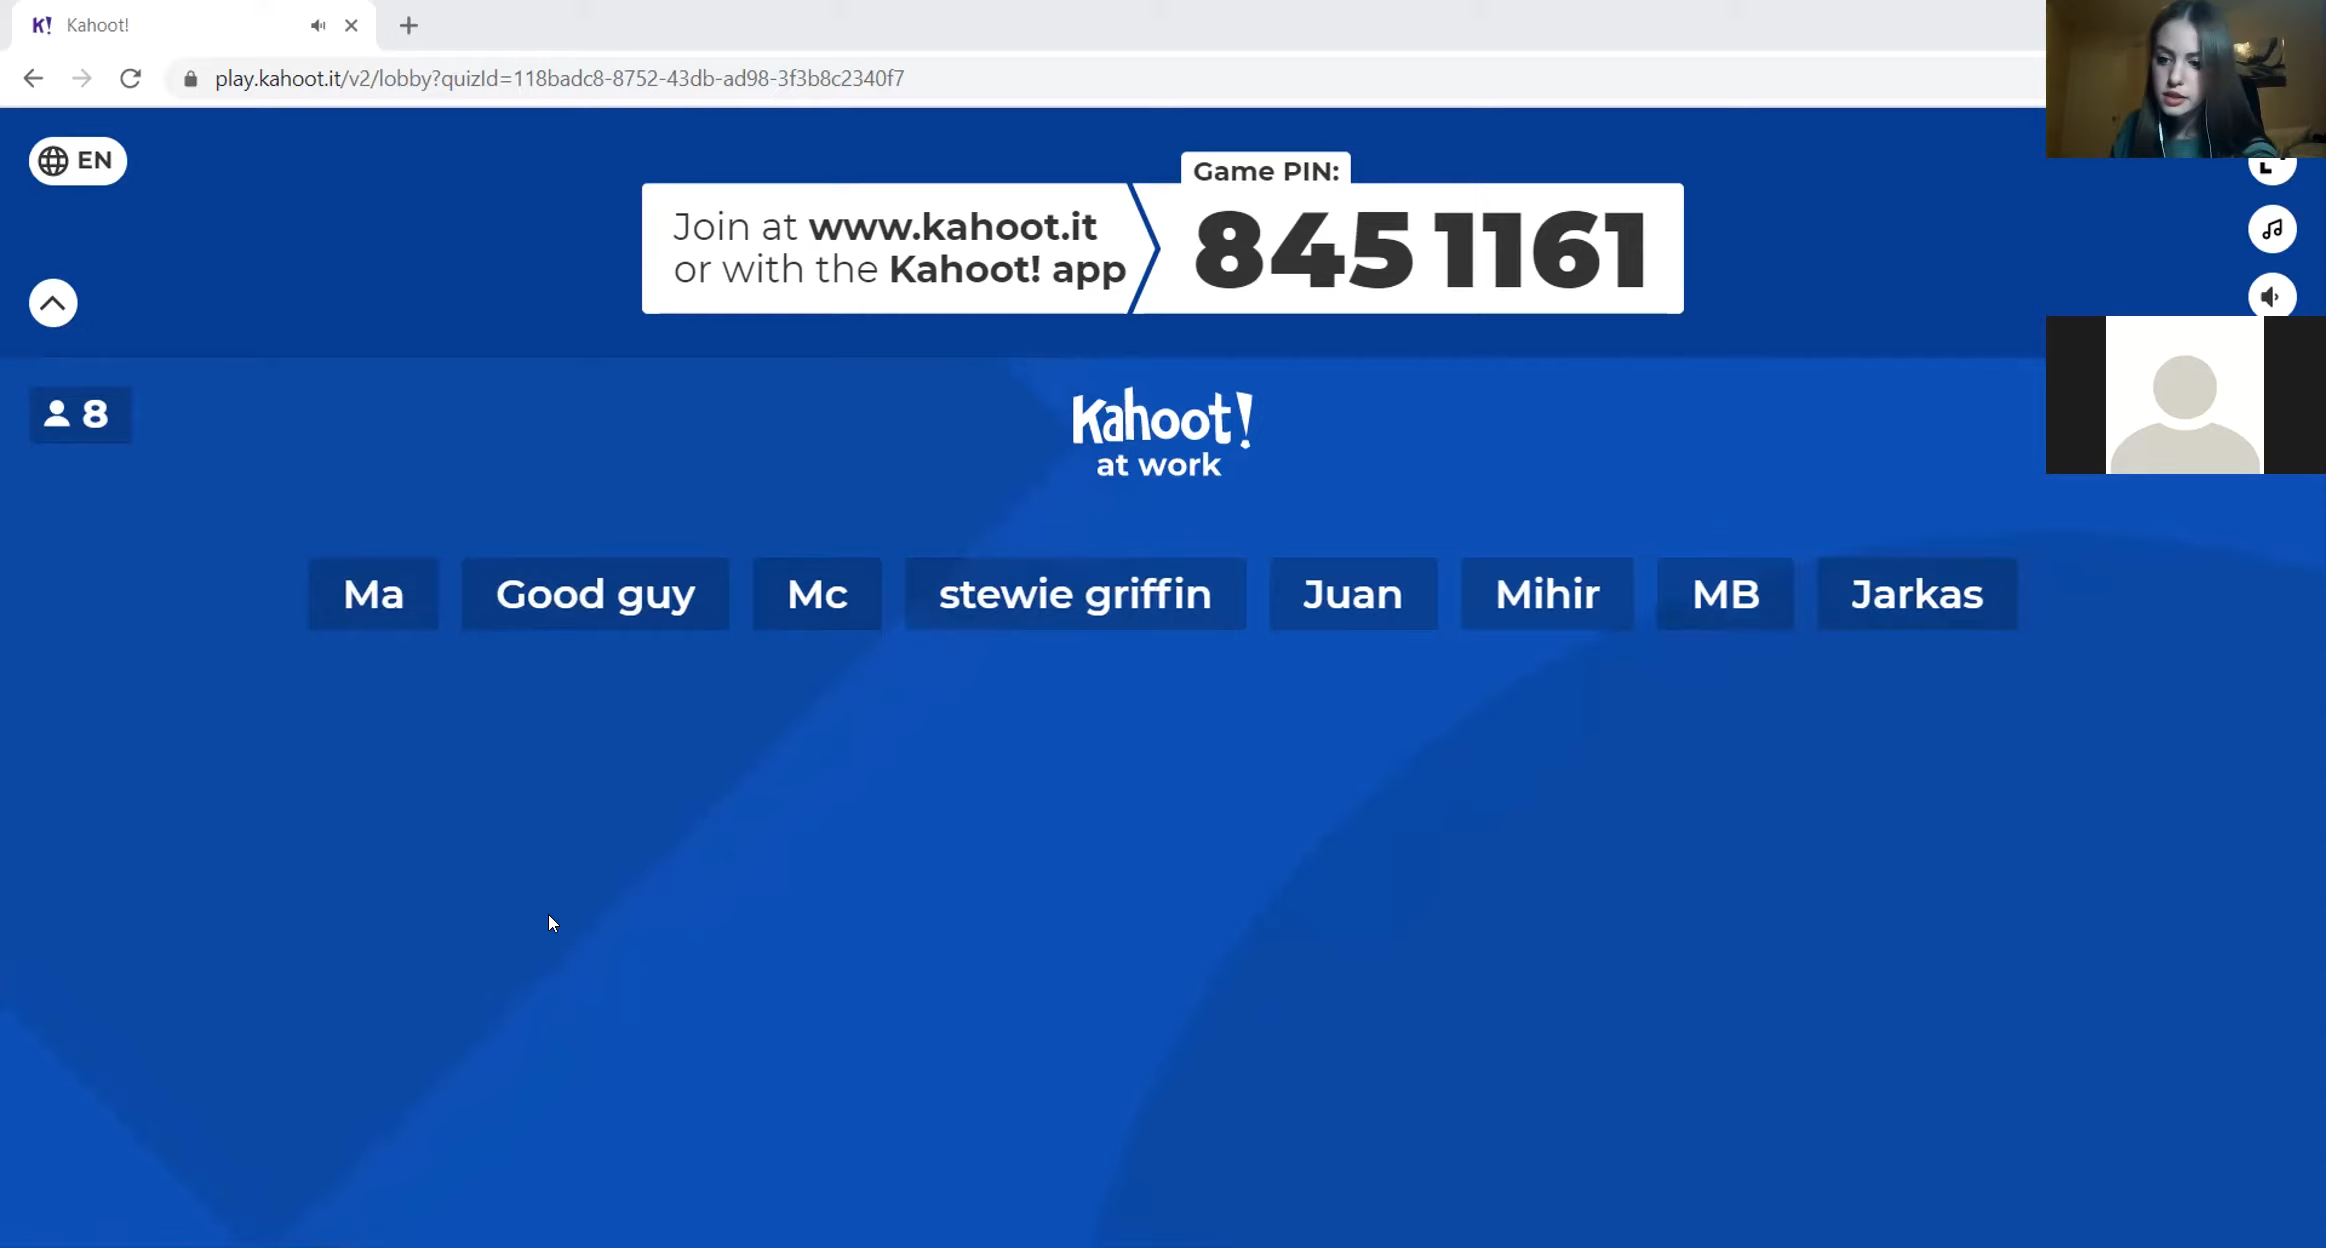 K! Kahoot!
play.kahoot.it/v2/lobby?quizId=118badc8-8752-43db-ad98-3f3b8c2340f7
EN
Game PIN:
Join at www.kahoot.it
or with the Kahoot! app
845 1161
8
Kahoot!
at work
Ma
Good guy
Mc
stewie griffin
Juan
Mihir
MB
Jarkas